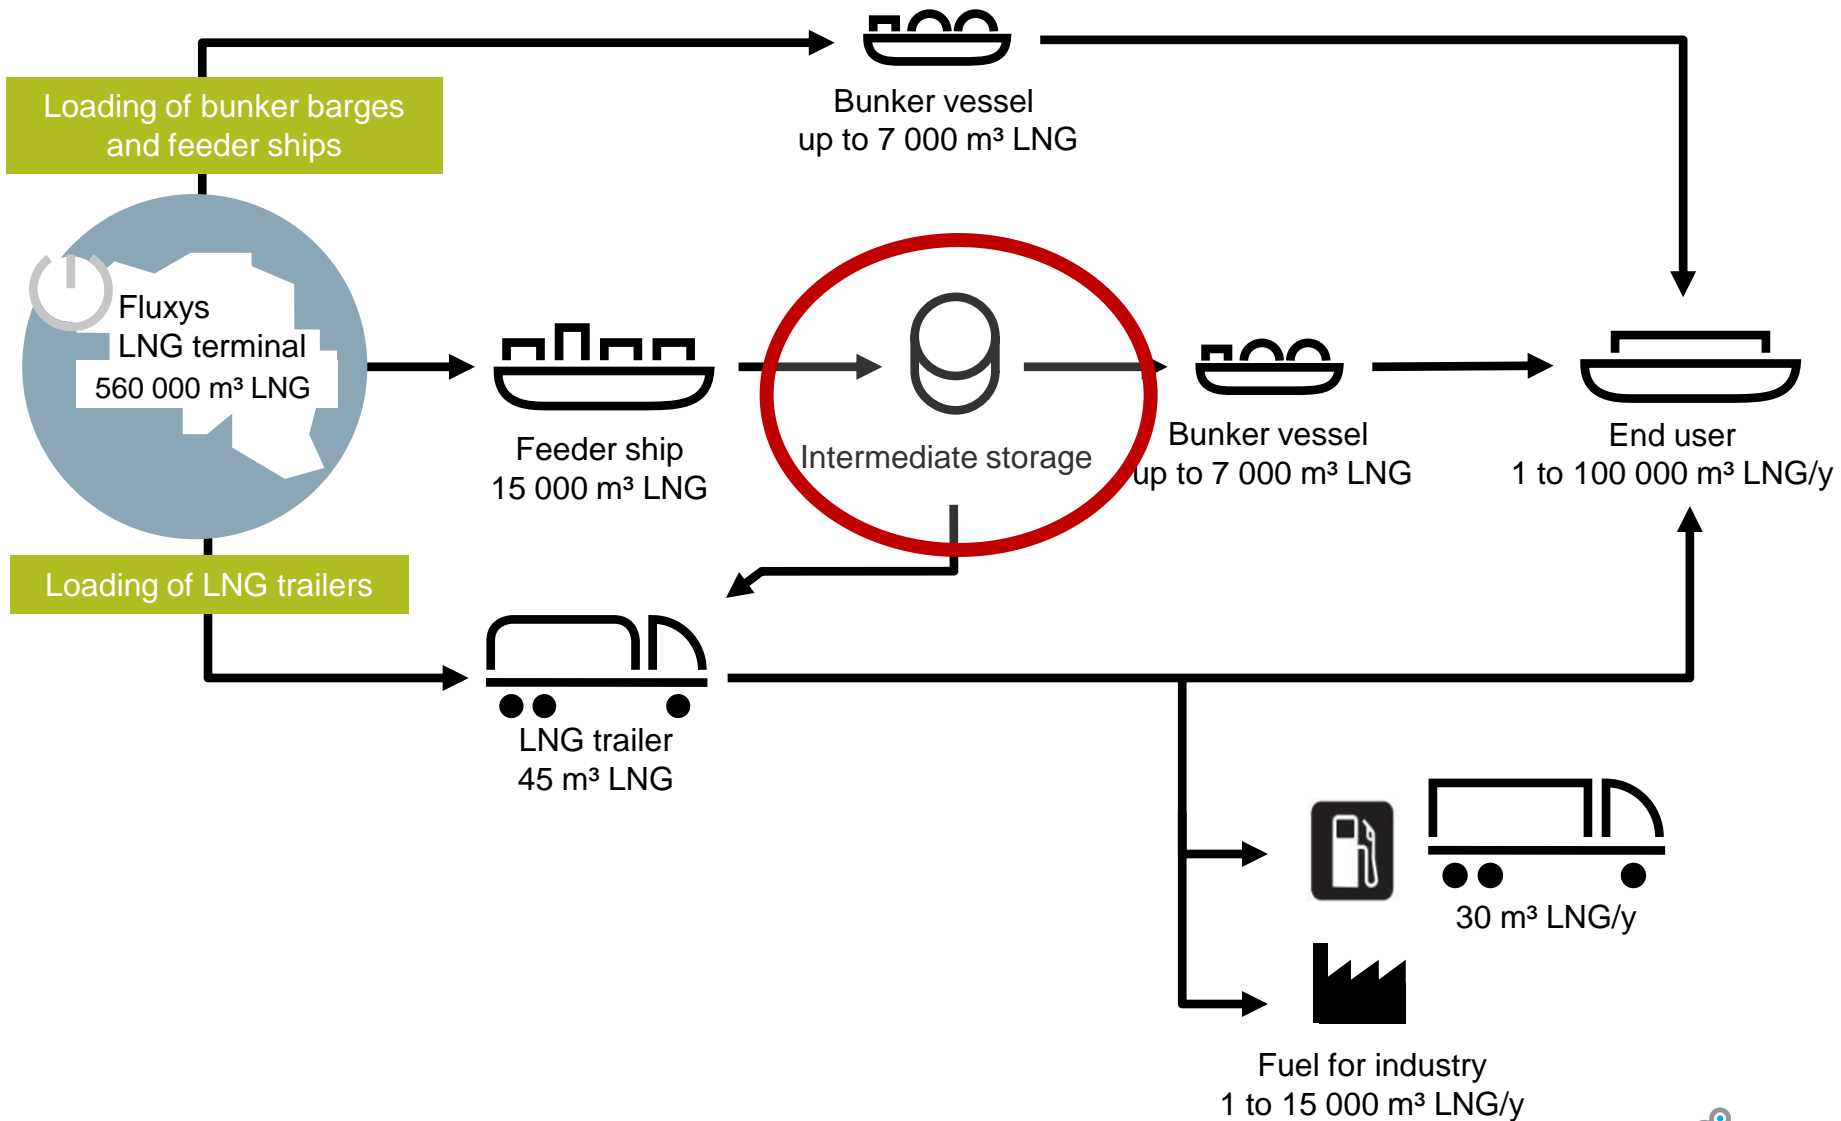 Loading of bunker barges
and feeder ships
Bunker vessel
up to 7 000 m³ LNG
Fluxys
LNG terminal
560 000 m³ LNG
Feeder ship
15 000 m³ LNG
Intermediate storage
Bunker vessel
up to 7 000 m³ LNG
End user
1 to 100 000 m³ LNG/y
Loading of LNG trailers
LNG trailer
45 m³ LNG
30 m³ LNG/y
Fuel for industry
1 to 15 000 m³ LNG/y